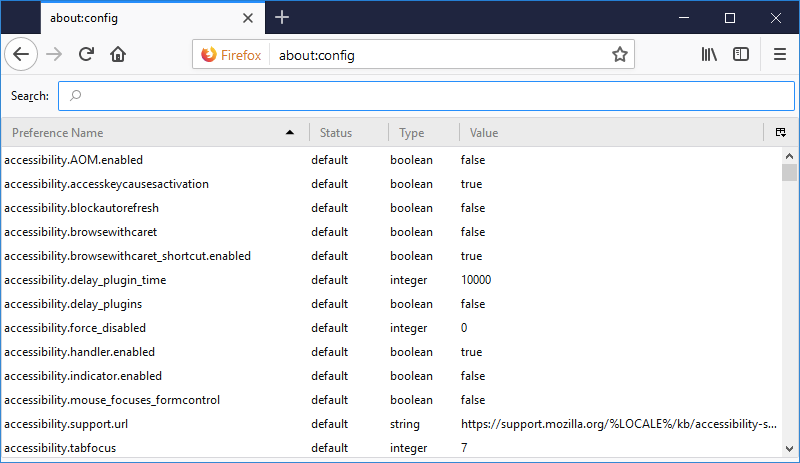 about:config
Firefox about:config
Search:
Preference Name Status Type Value
accessibility.AOM.enabled default boolean false
accessibility.accesskeycausesactivation default boolean true
accessibility.blockautorefresh default boolean false
accessibility.browsewithcaret default boolean false
accessibility.browsewithcaret_shortcut.enabled default boolean true
accessibility.delay_plugin_time default integer 10000
accessibility.delay_plugins default boolean false
accessibility.force_disabled default integer 0
accessibility.handler.enabled default boolean true
accessibility.indicator.enabled default boolean false
accessibility.mouse_focuses_formcontrol default boolean false
accessibility.support.url default string https://support.mozilla.org/%LOCALE%/kb/accessibility-s...
accessibility.tabfocus default integer 7